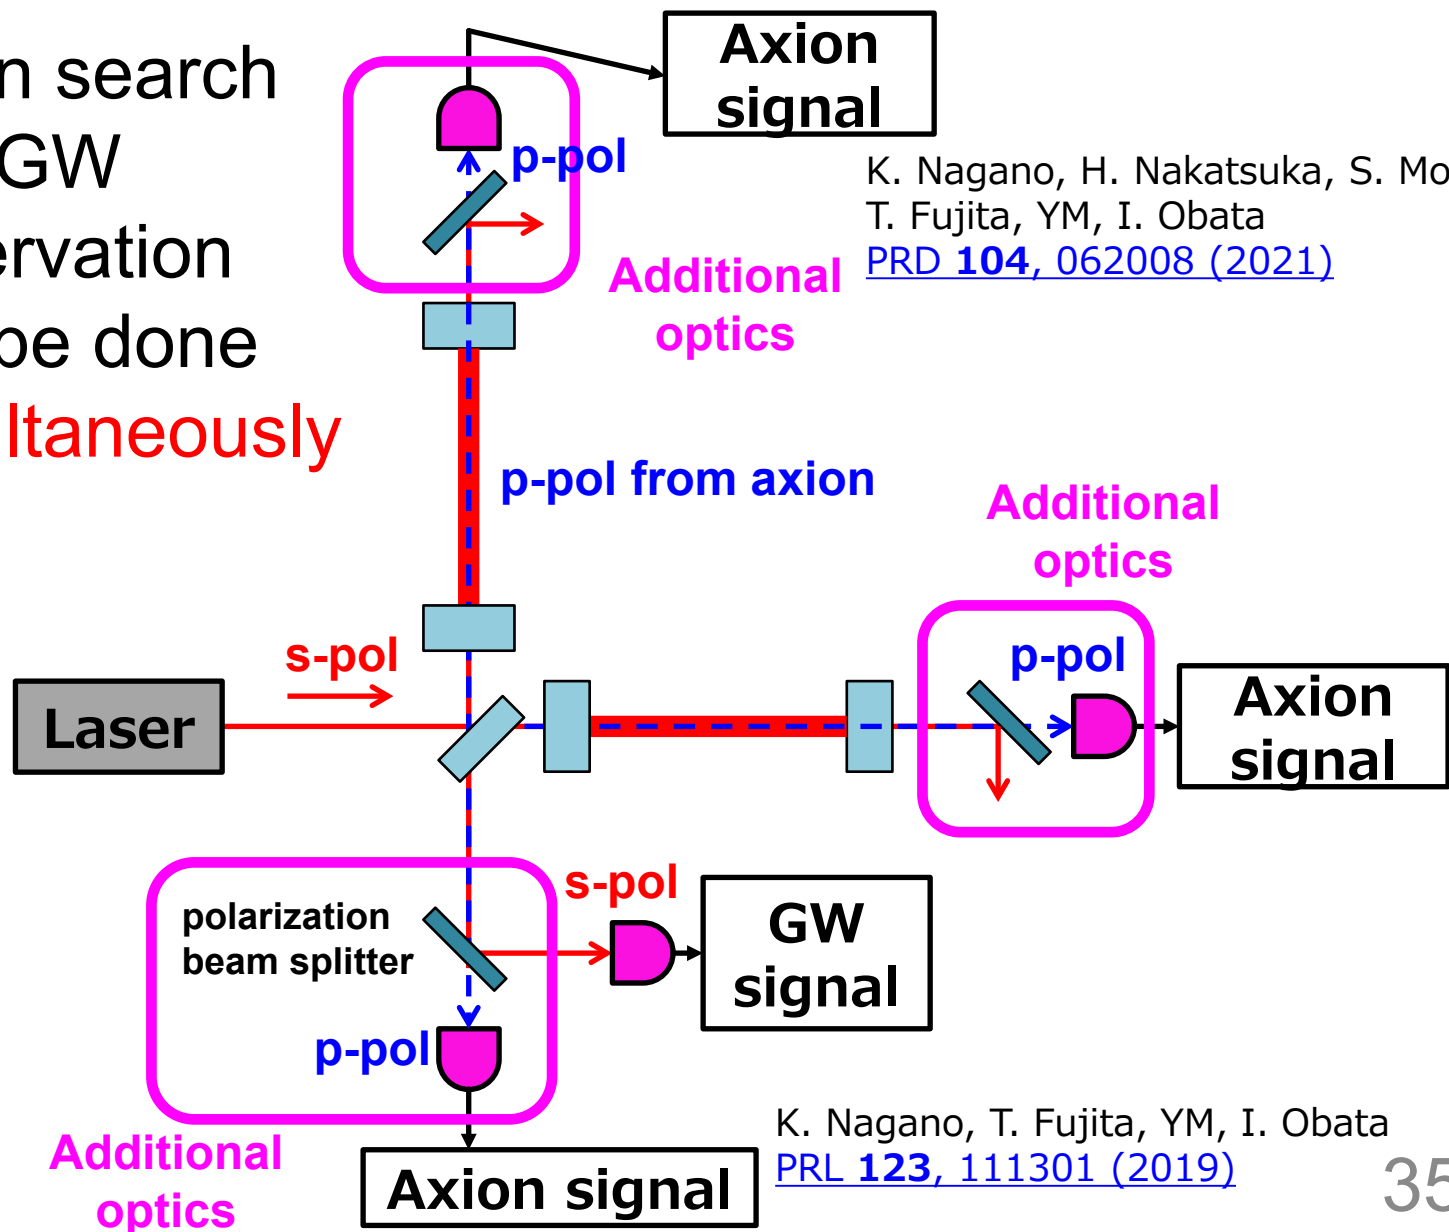 n search
GW
ervation
be done
ltaneously
Axion
signal
p-pol
K. Nagano, H. Nakatsuka, S. Mo
T. Fujita, YM, I. Obata
PRD 104, 062008 (2021)
Additional
optics
p-pol from axion
Additional
optics
s-pol
Laser
p-pol
Axion
signal
polarization
beam splitter
s-pol
GW
signal
p-pol
Additional
optics
Axion signal
K. Nagano, T. Fujita, YM, I. Obata
PRL 123, 111301 (2019)
35